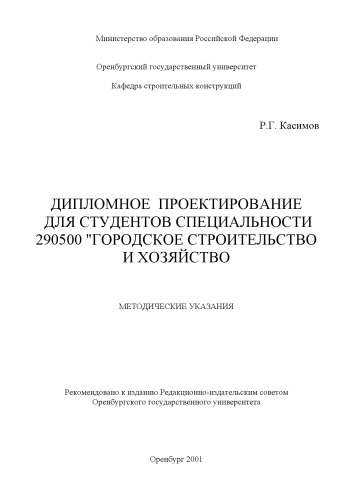 Министерство образования Российской Федерации
Оренбургский государственный университет
Кафедра строительных конструкций
Р.Г. Касимов
ДИПЛОМНОЕ ПРОЕКТИРОВАНИЕ
ДЛЯ СТУДЕНТОВ СПЕЦИАЛЬНОСТИ
290500 "ГОРОДСКОЕ СТРОИТЕЛЬСТВО
И ХОЗЯЙСТВО
МЕТОДИЧЕСКИЕ УКАЗАНИЯ
Рекомендовано к изданию Редакционно-издательским советом
Оренбургского государственного университета
Оренбург 2001